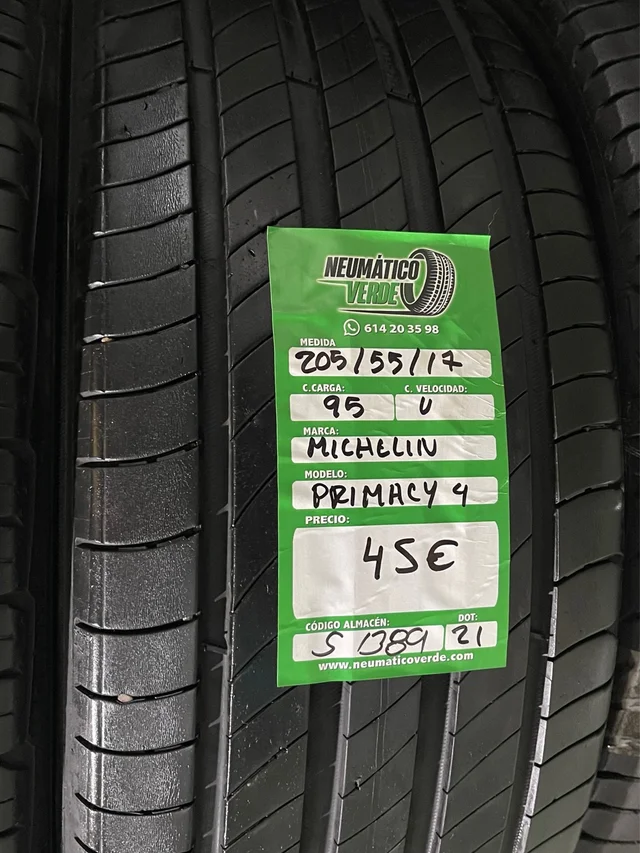 NEUMÁTICO
VERDE
614 20 35 98
MEDIDA
205/55/17
C.CARGA: C. VELOCIDAD:
95 V
MARCA:
MICHELIN
MODELO:
PRIMACY 4
PRECIO:
45€
CÓDIGO ALMACÉN: DOT:
S 1389 21
www.neumaticoverde.com